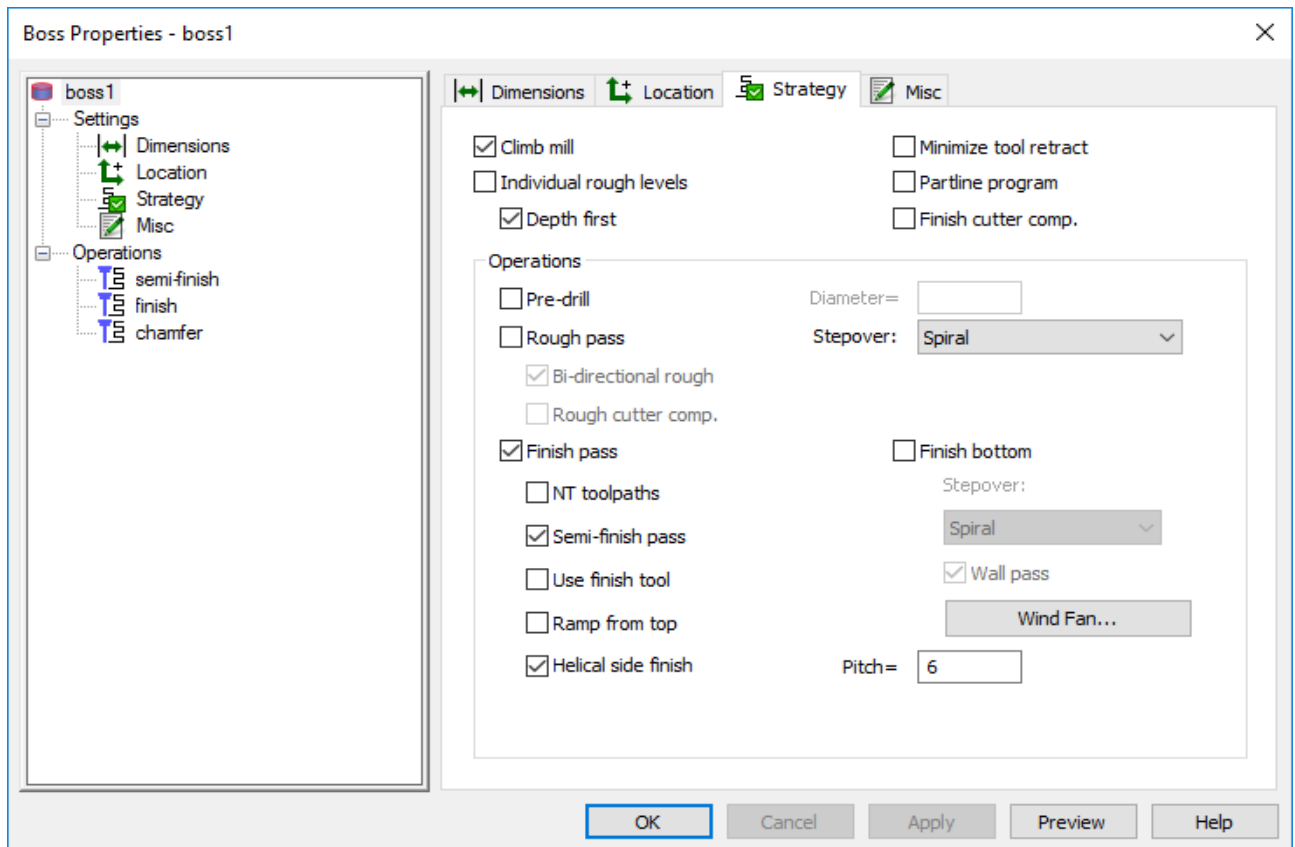 Boss Properties - boss1
boss1
Settings
Dimensions
Location
Strategy
Misc
Operations
semi-finish
finish
chamfer
Dimensions Location Strategy Misc
Climb mill Minimize tool retract
Individual rough levels Partline program
Depth first Finish cutter comp.
Operations
Pre-drill Diameter=
Rough pass Stepover: Spiral
Bi-directional rough
Rough cutter comp.
Finish pass Finish bottom
NT toolpaths Stepover:
Semi-finish pass Spiral
Use finish tool Wall pass
Ramp from top Wind Fan...
Helical side finish Pitch= 6
OK Cancel Apply Preview Help